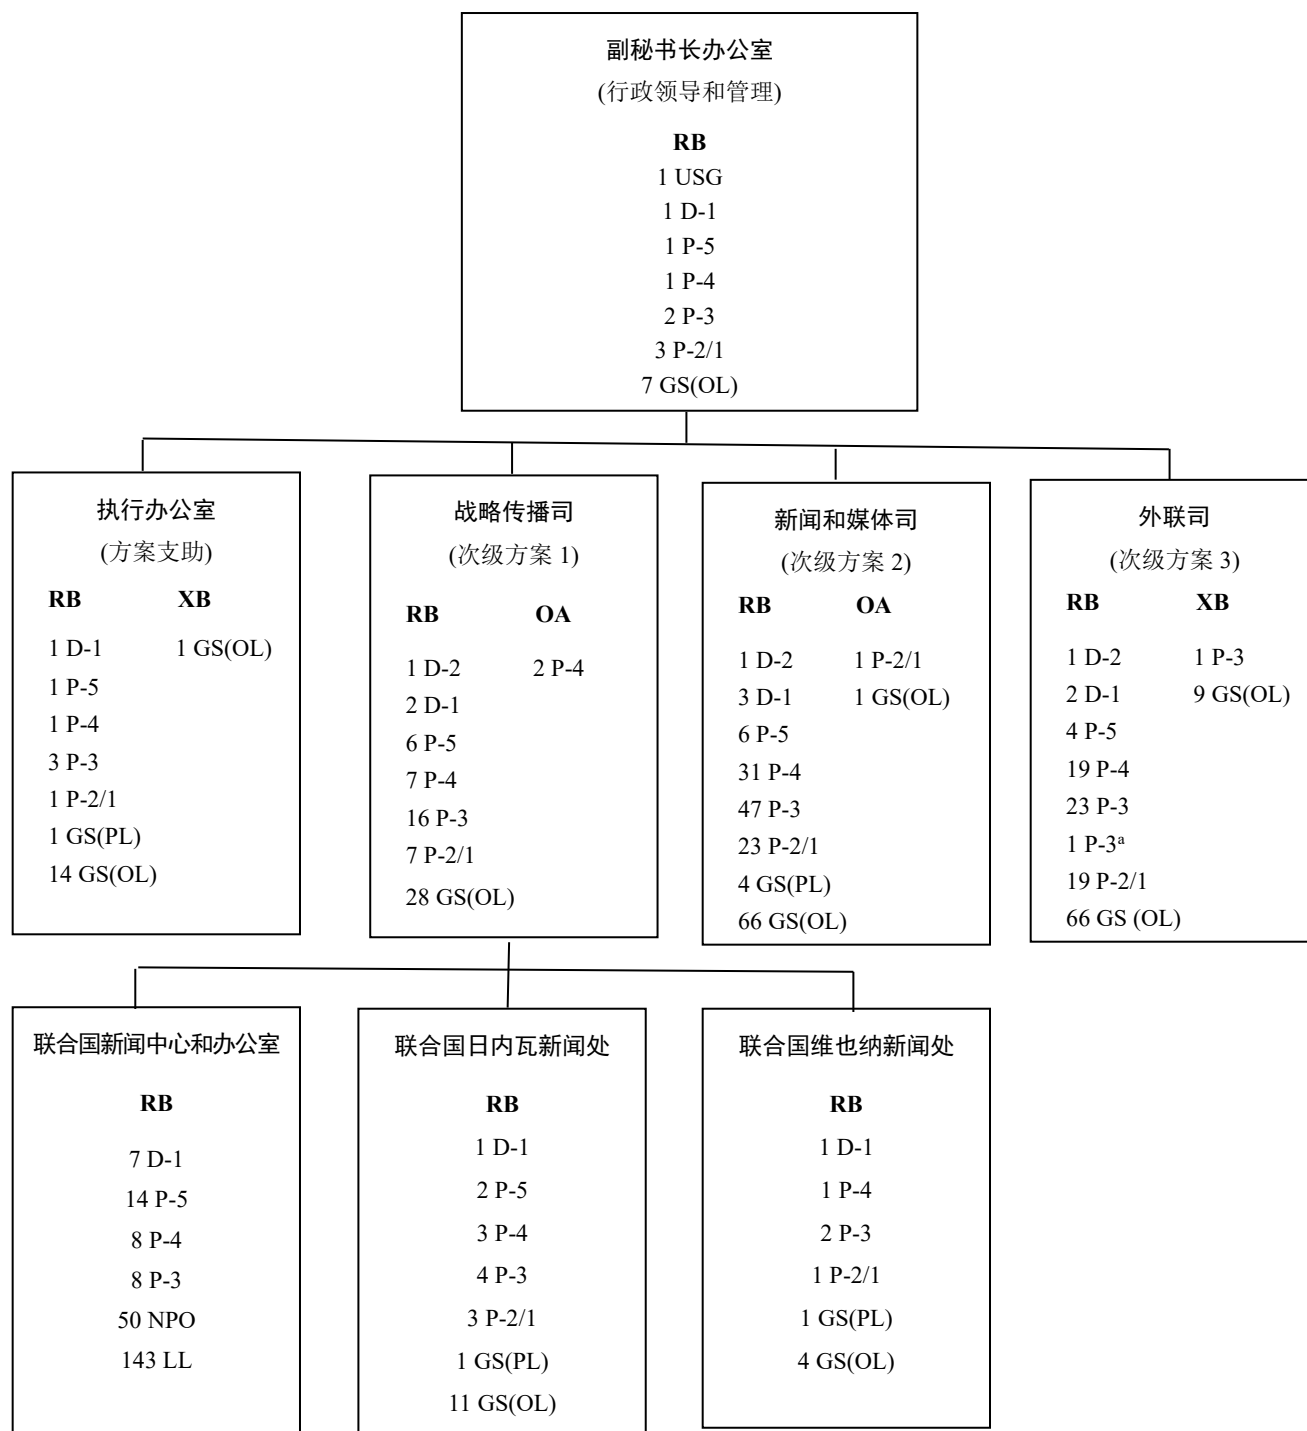 副秘书长办公室
(行政领导和管理)
RB
1 USG
1 D-1
1 P-5
1 P-4
2 P-3
3 P-2/1
7 GS(OL)
执行办公室
(方案支助)
RB XB
1 D-1 1 GS(OL)
1 P-5
1 P-4
3 P-3
1 P-2/1
1 GS(PL)
14 GS(OL)
战略传播司
(次级方案 1)
RB OA
1 D-2 2 P-4
2 D-1
6 P-5
7 P-4
16 P-3
7 P-2/1
28 GS(OL)
新闻和媒体司
(次级方案 2)
RB OA
1 D-2 1 P-2/1
3 D-1 1 GS(OL)
6 P-5
31 P-4
47 P-3
23 P-2/1
4 GS(PL)
66 GS(OL)
外联司
(次级方案 3)
RB XB
1 D-2 1 P-3
2 D-1 9 GS(OL)
4 P-5
19 P-4
23 P-3
1 P-3ᵃ
19 P-2/1
66 GS (OL)
联合国新闻中心和办公室
RB
7 D-1
14 P-5
8 P-4
8 P-3
50 NPO
143 LL
联合国日内瓦新闻处
RB
1 D-1
2 P-5
3 P-4
4 P-3
3 P-2/1
1 GS(PL)
11 GS(OL)
联合国维也纳新闻处
RB
1 D-1
1 P-4
2 P-3
1 P-2/1
1 GS(PL)
4 GS(OL)